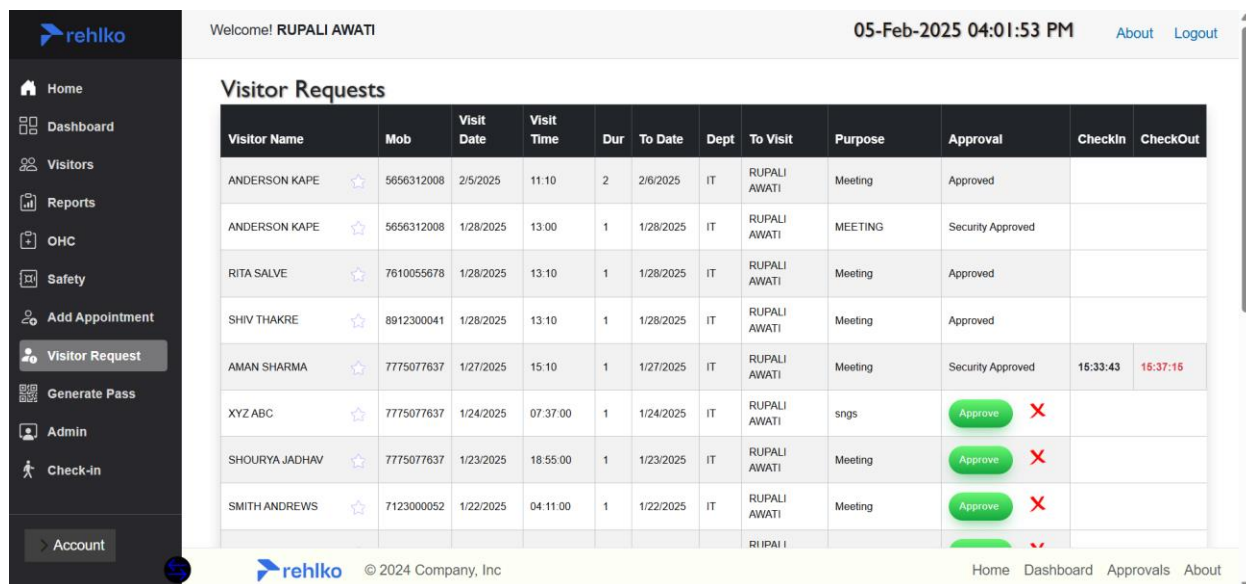 rehlko
Welcome! RUPALI AWATI
05-Feb-2025 04:01:53 PM
About Logout
Home
Dashboard
Visitors
Reports
OHC
Safety
Add Appointment
Visitor Request
Generate Pass
Admin
Check-in
> Account
Visitor Requests
Visitor Name Mob Visit Date Visit Time Dur To Date Dept To Visit Purpose Approval CheckIn CheckOut
ANDERSON KAPE 5656312008 2/5/2025 11:10 2 2/6/2025 IT RUPALI AWATI Meeting Approved
ANDERSON KAPE 5656312008 1/28/2025 13:00 1 1/28/2025 IT RUPALI AWATI MEETING Security Approved
RITA SALVE 7610055678 1/28/2025 13:10 1 1/28/2025 IT RUPALI AWATI Meeting Approved
SHIV THAKRE 8912300041 1/28/2025 13:10 1 1/28/2025 IT RUPALI AWATI Meeting Approved
AMAN SHARMA 7775077637 1/27/2025 15:10 1 1/27/2025 IT RUPALI AWATI Meeting Security Approved 15:33:43 15:37:15
XYZ ABC 7775077637 1/24/2025 07:37:00 1 1/24/2025 IT RUPALI AWATI sngs Approve
SHOURYA JADHAV 7775077637 1/23/2025 18:55:00 1 1/23/2025 IT RUPALI AWATI Meeting Approve
SMITH ANDREWS 7123000052 1/22/2025 04:11:00 1 1/22/2025 IT RUPALI AWATI Meeting Approve
RUPALI
rehlko © 2024 Company, Inc
Home Dashboard Approvals About